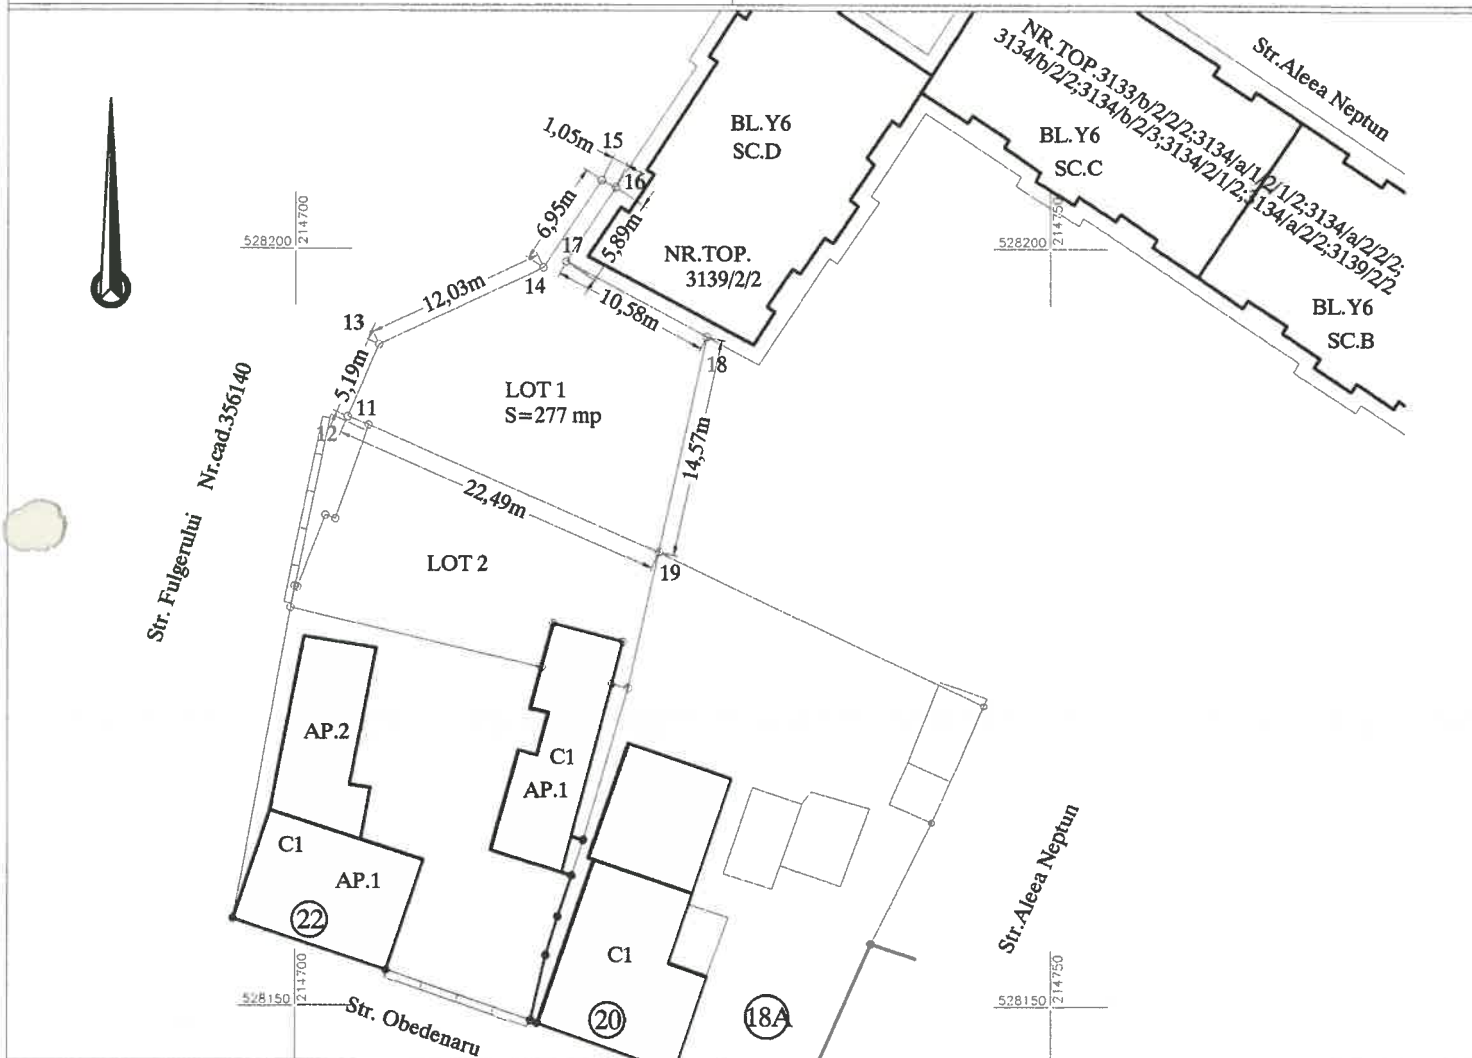 Str.Aleea Neptun
NR.TOP.3133/b/2/2/2;3134/a/1/2/1/2;3134/a/2/2/2;
3134/b/2/2;3134/b/2/3;3134/2/1/2;3134/a/2/2;3139/2/2
BL.Y6
SC.D
BL.Y6
SC.C
1,05m
15
16
6,95m
5,89m
17
214700
528200
214750
528200
NR.TOP.
3139/2/2
14
12,03m
10,58m
BL.Y6
SC.B
13
18
5,19m
LOT 1
S=277 mp
11
12
Str. Fulgerului Nr.cad.356140
14,57m
22,49m
LOT 2
19
AP.2
C1
AP.1
C1
AP.1
22
C1
Str.Aleea Neptun
214700
528150
214750
528150
Str. Obedenaru
20
18A